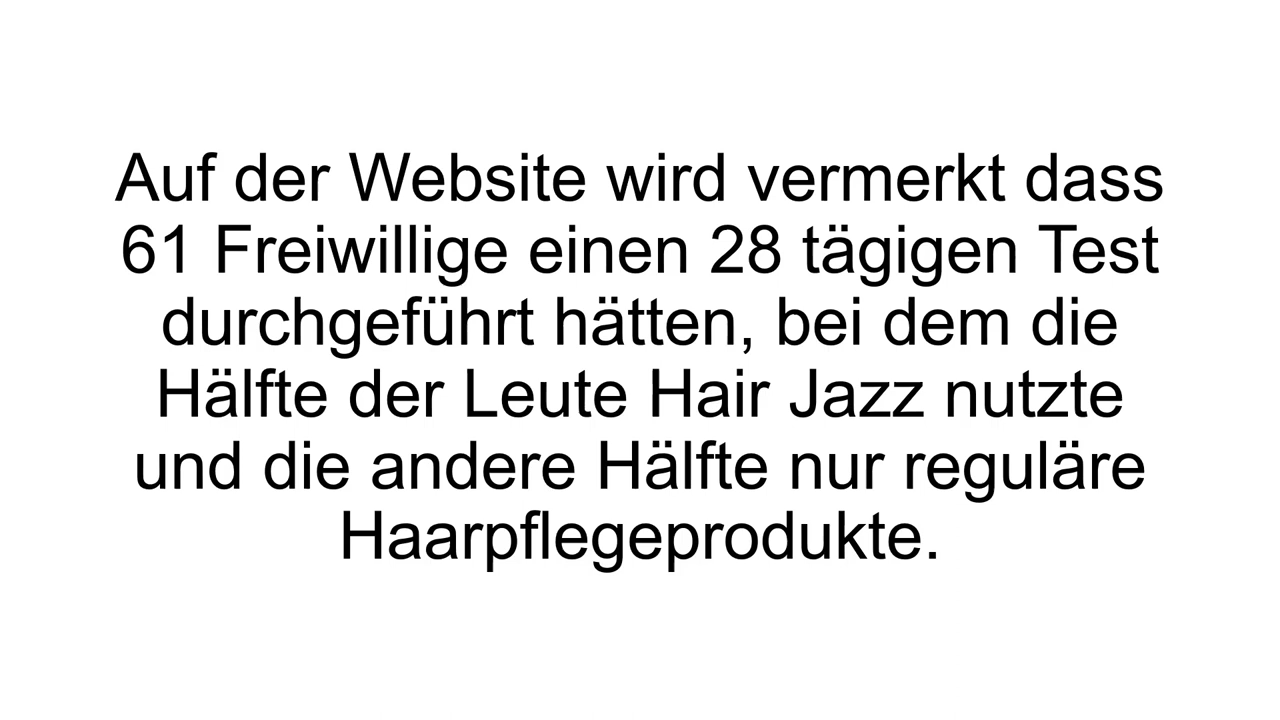 Auf der Website wird vermerkt dass
61 Freiwillige einen 28 tägigen Test
durchgeführt hätten, bei dem die
Hälfte der Leute Hair Jazz nutzte
und die andere Hälfte nur reguläre
Haarpflegeprodukte.